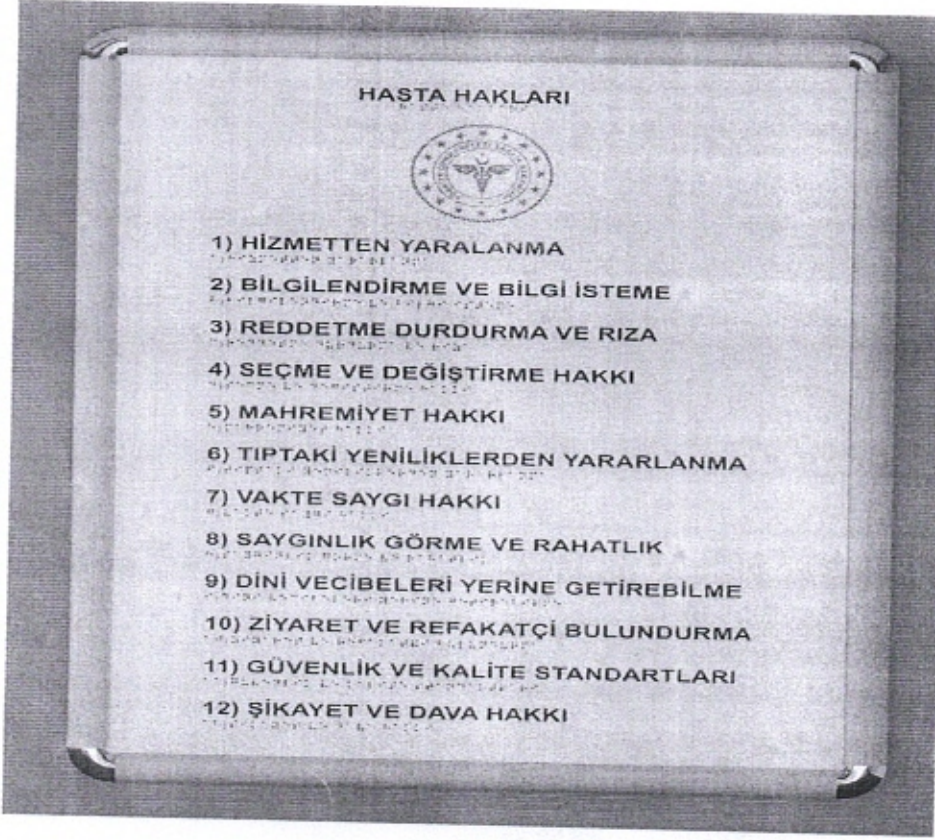 HASTA HAKLARI
1) HİZMETTEN YARALANMA
2) BİLGİLENDİRME VE BİLGİ İSTEME
3) REDDETME DURDURMA VE RIZA
4) SEÇME VE DEĞİŞTİRME HAKKI
5) MAHREMİYET HAKKI
6) TIPTAKİ YENİLİKLERDEN YARARLANMA
7) VAKTE SAYGI HAKKI
8) SAYGINLIK GÖRME VE RAHATLIK
9) DİNİ VECİBELERİ YERİNE GETİREBİLME
10) ZİYARET VE REFAKATÇİ BULUNDURMA
11) GÜVENLİK VE KALİTE STANDARTLARI
12) ŞİKAYET VE DAVA HAKKI